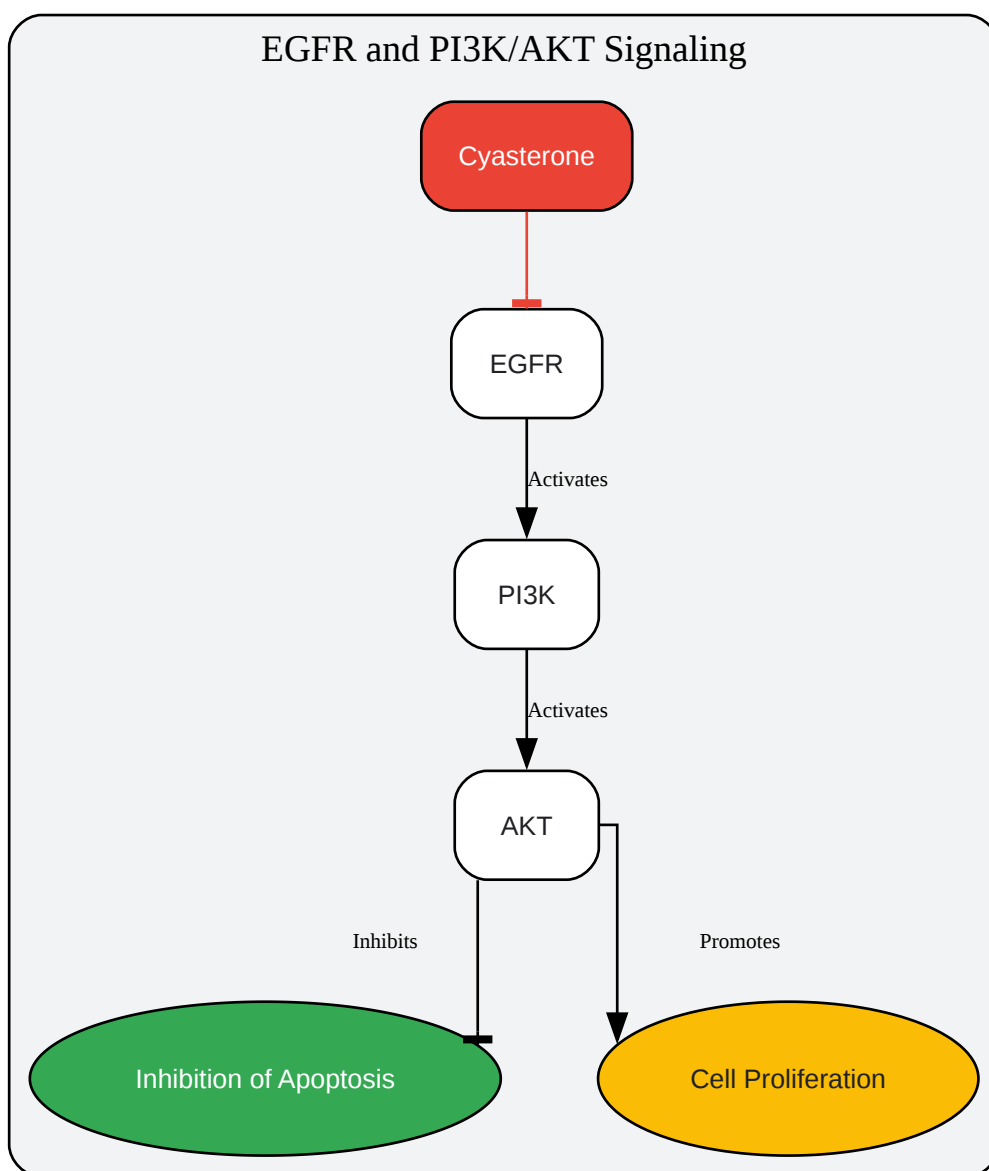 EGFR and PI3K/AKT Signaling
Cyasterone
EGFR
Activates
PI3K
Activates
AKT
Inhibits
Promotes
Inhibition of Apoptosis
Cell Proliferation